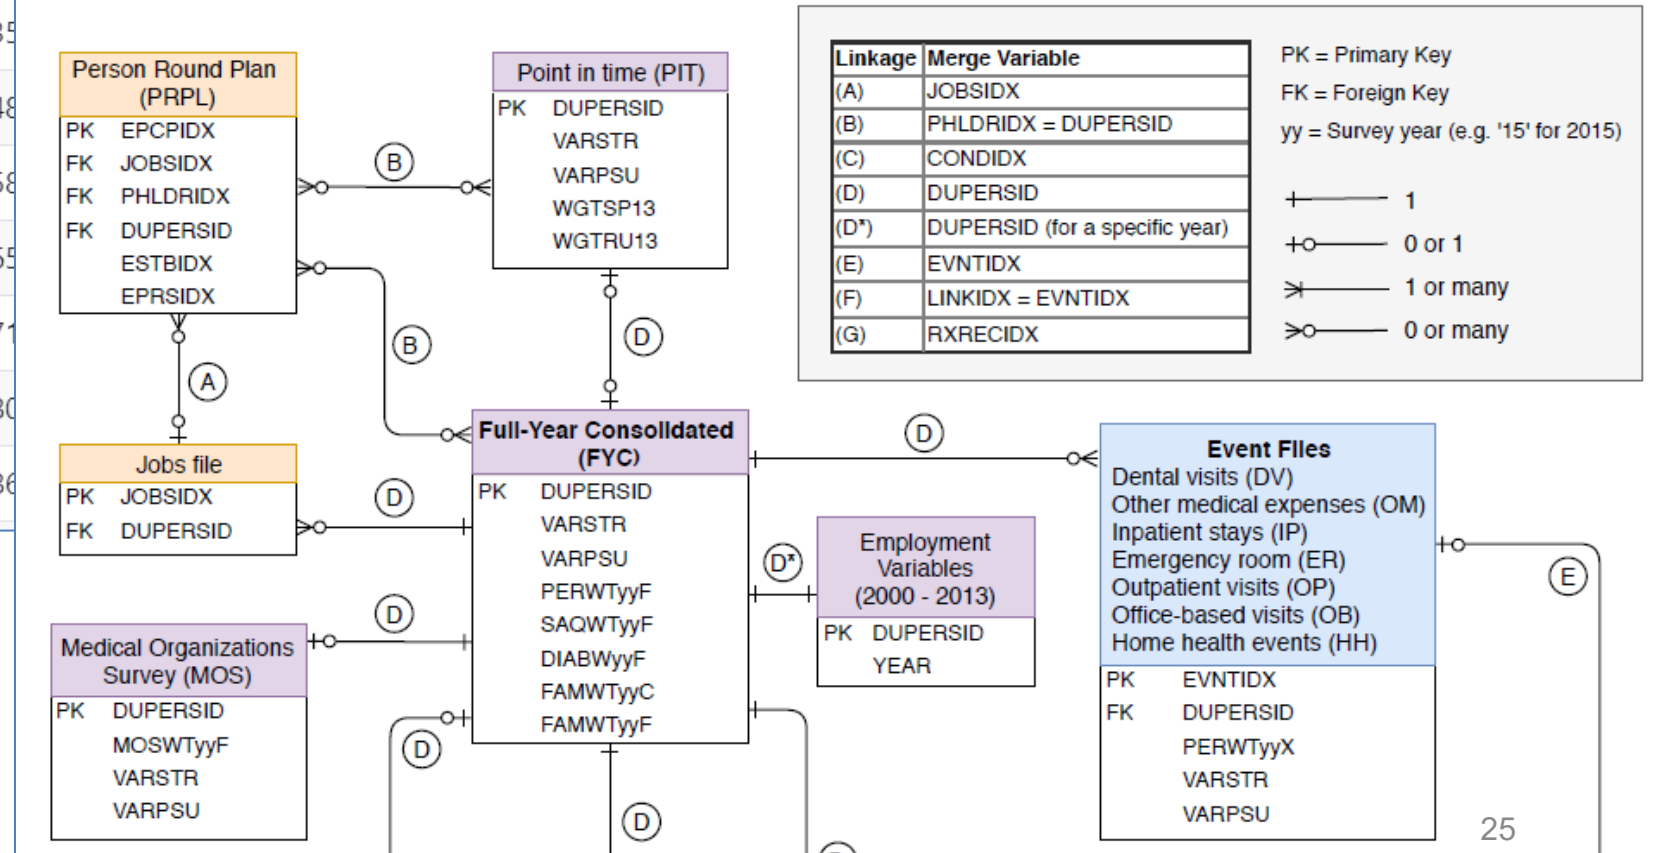 Person Round Plan
(PRPL)
PK EPCPIDX
FK JOBSIDX
FK PHLDRIDX
FK DUPERSID
ESTBIDX
EPRSIDX
B
Point in time (PIT)
PK DUPERSID
VARSTR
VARPSU
WGTSP13
WGTRU13
Linkage Merge Variable
(A) JOBSIDX
(B) PHLDRIDX = DUPERSID
(C) CONDIDX
(D) DUPERSID
(D*) DUPERSID (for a specific year)
(E) EVNTIDX
(F) LINKIDX = EVNTIDX
(G) RXRECIDX
PK = Primary Key
FK = Foreign Key
yy = Survey year (e.g. '15' for 2015)
1
0 or 1
1 or many
0 or many
A
B
D
Jobs file
PK JOBSIDX
FK DUPERSID
D
Full-Year Consolidated
(FYC)
PK DUPERSID
VARSTR
VARPSU
PERWTyyF
SAQWTyyF
DIABWyyF
FAMWTyyC
FAMWTyyF
D
Event Files
Dental visits (DV)
Other medical expenses (OM)
Inpatient stays (IP)
Emergency room (ER)
Outpatient visits (OP)
Office-based visits (OB)
Home health events (HH)
PK EVNTIDX
FK DUPERSID
PERWTyyX
VARSTR
VARPSU
E
D*
Employment
Variables
(2000 - 2013)
PK DUPERSID
YEAR
D
Medical Organizations
Survey (MOS)
PK DUPERSID
MOSWTyyF
VARSTR
VARPSU
D
D
25